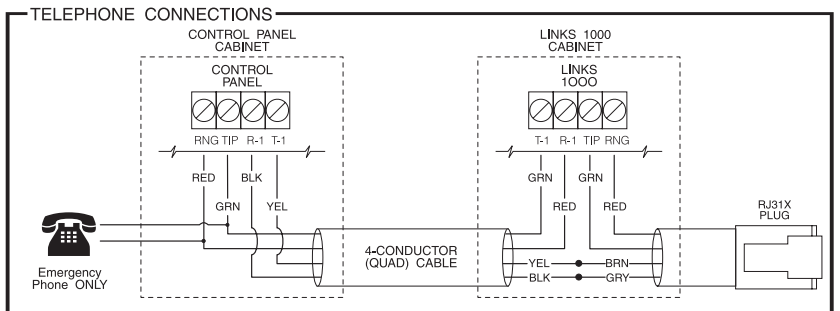 TELEPHONE CONNECTIONS
CONTROL PANEL
CABINET
CONTROL
PANEL
RNG TIP R-1 T-1
RED
BLK
GRN
YEL
Emergency
Phone ONLY
4-CONDUCTOR
(QUAD) CABLE
LINKS 1000
CABINET
LINKS
1000
T-1 R-1 TIP RNG
GRN
GRN
RED
RED
YEL
BRN
BLK
GRY
RJ31X
PLUG